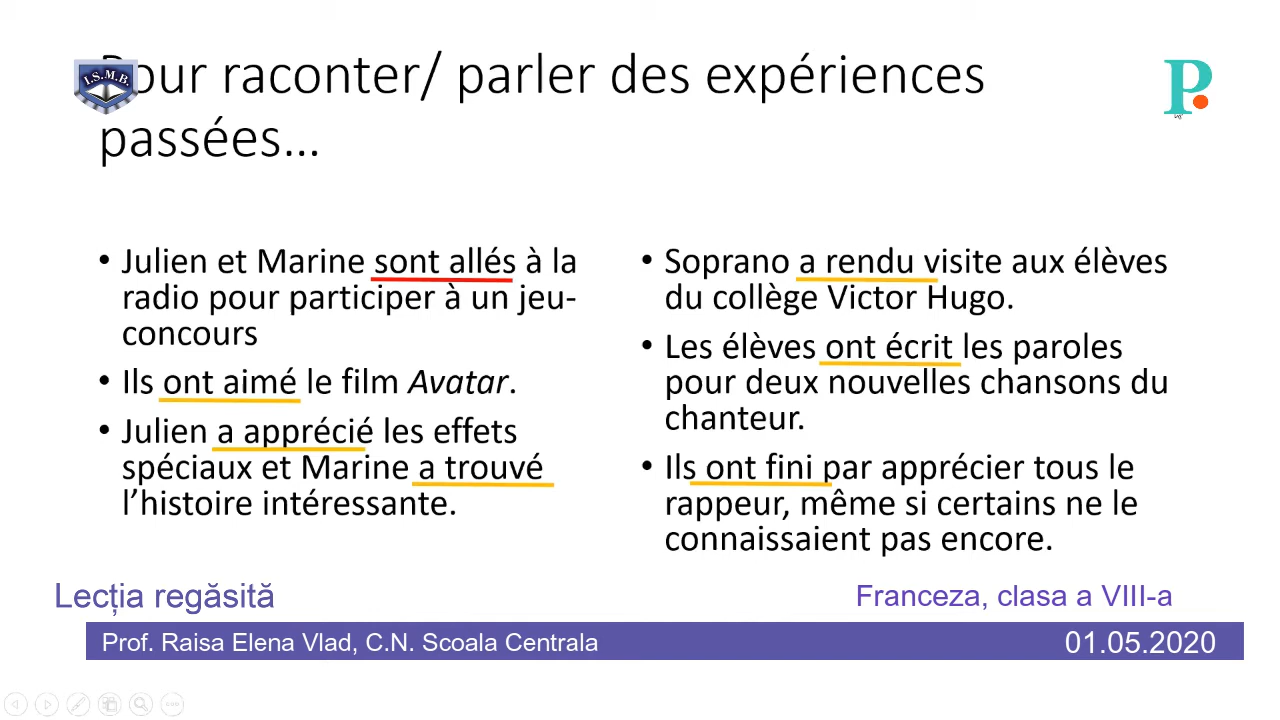 Pour raconter/ parler des expériences
passées...
I.S.M.B.
P.
• Julien et Marine sont allés à la
radio pour participer à un jeu-
concours
• Ils ont aimé le film Avatar.
• Julien a apprécié les effets
spéciaux et Marine a trouvé
l'histoire intéressante.
• Soprano a rendu visite aux élèves
du collège Victor Hugo.
• Les élèves ont écrit les paroles
pour deux nouvelles chansons du
chanteur.
• Ils ont fini par apprécier tous le
rappeur, même si certains ne le
connaissaient pas encore.
Lecția regăsită
Franceza, clasa a VIII-a
Prof. Raisa Elena Vlad, C.N. Scoala Centrala
01.05.2020